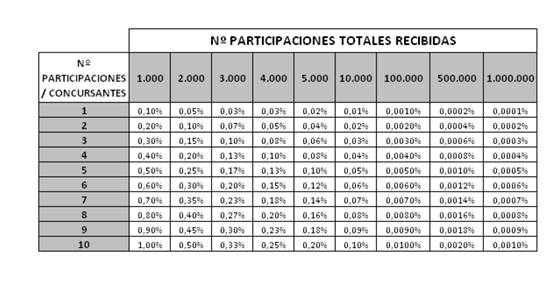 Nº PARTICIPACIONES TOTALES RECIBIDAS
Nº PARTICIPACIONES / CONCURSANTES 1.000 2.000 3.000 4.000 5.000 10.000 100.000 500.000 1.000.000
1 0,10% 0,05% 0,03% 0,03% 0,02% 0,01% 0,0010% 0,0002% 0,0001%
2 0,20% 0,10% 0,07% 0,05% 0,04% 0,02% 0,0020% 0,0004% 0,0002%
3 0,30% 0,15% 0,10% 0,08% 0,06% 0,03% 0,0030% 0,0006% 0,0003%
4 0,40% 0,20% 0,13% 0,10% 0,08% 0,04% 0,0040% 0,0008% 0,0004%
5 0,50% 0,25% 0,17% 0,13% 0,10% 0,05% 0,0050% 0,0010% 0,0005%
6 0,60% 0,30% 0,20% 0,15% 0,12% 0,06% 0,0060% 0,0012% 0,0006%
7 0,70% 0,35% 0,23% 0,18% 0,14% 0,07% 0,0070% 0,0014% 0,0007%
8 0,80% 0,40% 0,27% 0,20% 0,16% 0,08% 0,0080% 0,0016% 0,0008%
9 0,90% 0,45% 0,30% 0,23% 0,18% 0,09% 0,0090% 0,0018% 0,0009%
10 1,00% 0,50% 0,33% 0,25% 0,20% 0,10% 0,0100% 0,0020% 0,0010%